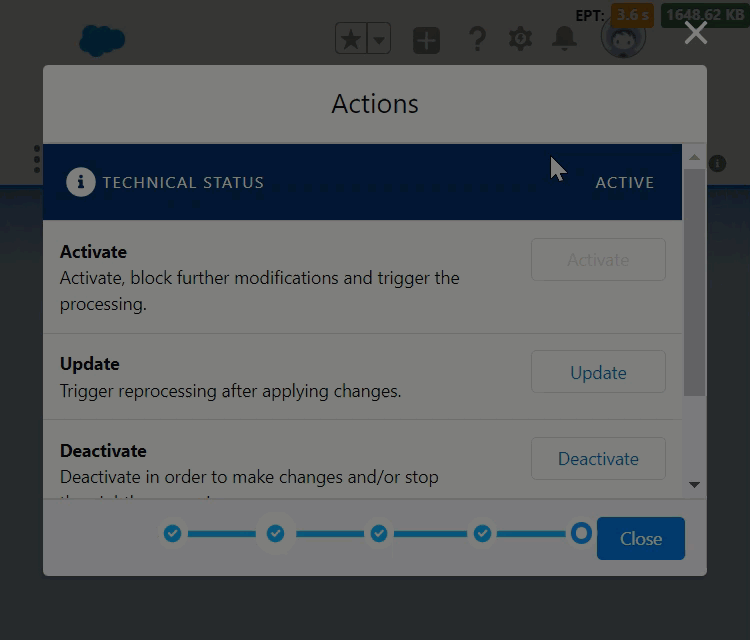 EPT: 3.6 s 1648.62 KB
Actions
TECHNICAL STATUS ACTIVE
Activate
Activate
Activate, block further modifications and trigger the
processing.
Update
Update
Trigger reprocessing after applying changes.
Deactivate
Deactivate
Deactivate in order to make changes and/or stop
Close